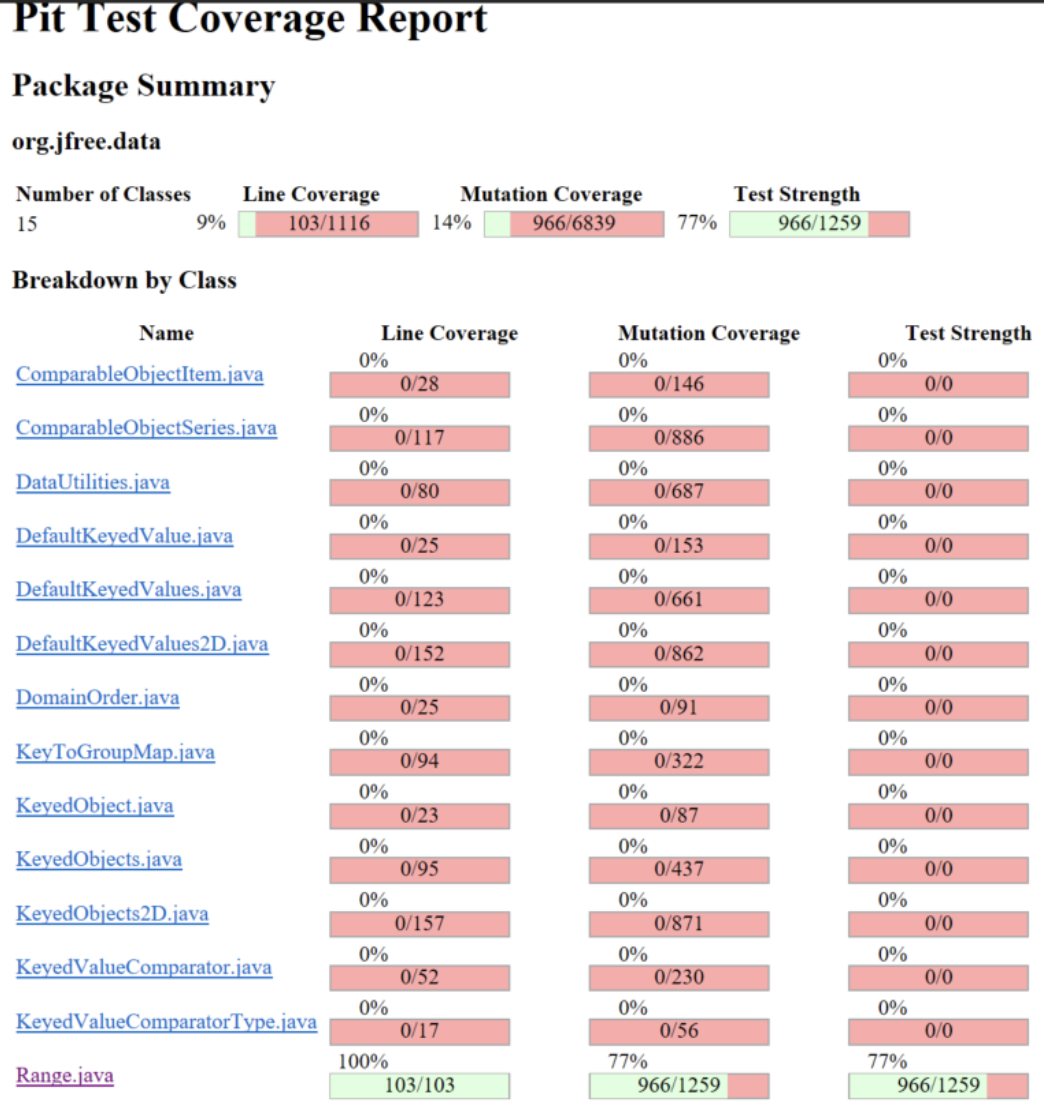 Pit Test Coverage Report
Package Summary
org.jfree.data
Number of Classes Line Coverage Mutation Coverage Test Strength
15 9% 103/1116 14% 966/6839 77% 966/1259
Breakdown by Class
Name Line Coverage Mutation Coverage Test Strength
ComparableObjectItem.java 0% 0/28 0% 0/146 0% 0/0
ComparableObjectSeries.java 0% 0/117 0% 0/886 0% 0/0
DataUtilities.java 0% 0/80 0% 0/687 0% 0/0
DefaultKeyedValue.java 0% 0/25 0% 0/153 0% 0/0
DefaultKeyedValues.java 0% 0/123 0% 0/661 0% 0/0
DefaultKeyedValues2D.java 0% 0/152 0% 0/862 0% 0/0
DomainOrder.java 0% 0/25 0% 0/91 0% 0/0
KeyToGroupMap.java 0% 0/94 0% 0/322 0% 0/0
KeyedObject.java 0% 0/23 0% 0/87 0% 0/0
KeyedObjects.java 0% 0/95 0% 0/437 0% 0/0
KeyedObjects2D.java 0% 0/157 0% 0/871 0% 0/0
KeyedValueComparator.java 0% 0/52 0% 0/230 0% 0/0
KeyedValueComparatorType.java 0% 0/17 0% 0/56 0% 0/0
Range.java 100% 103/103 77% 966/1259 77% 966/1259